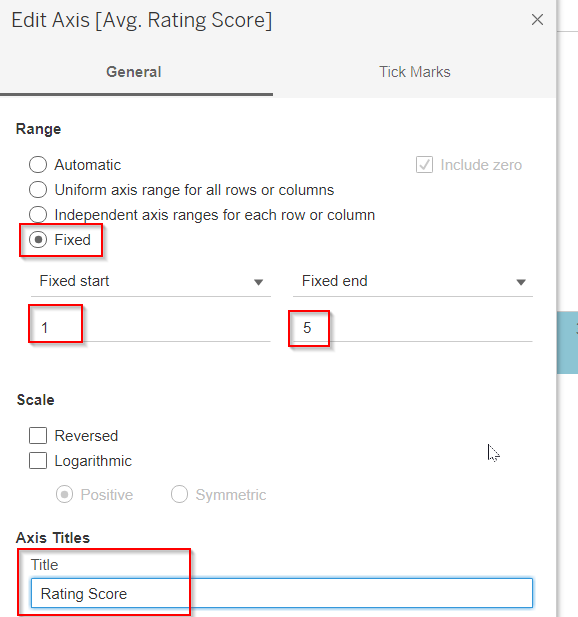 Edit Axis [Avg. Rating Score]
General Tick Marks
Range
Automatic Include zero
Uniform axis range for all rows or columns
Independent axis ranges for each row or column
Fixed
Fixed start Fixed end
1 5
Scale
Reversed
Logarithmic
Positive Symmetric
Axis Titles
Title
Rating Score